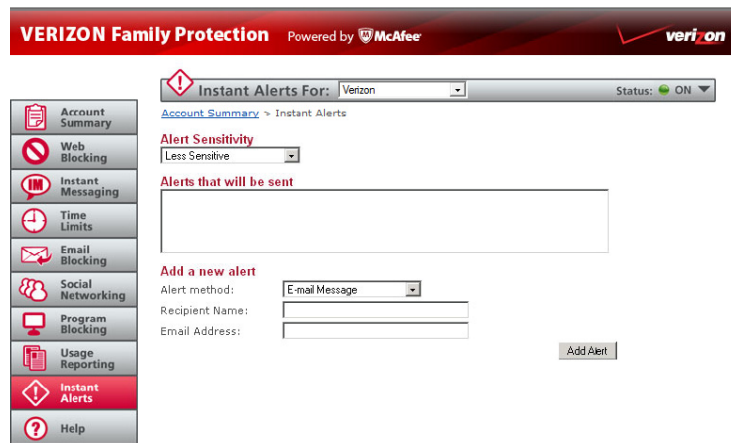 VERIZON Family Protection Powered by McAfee verizon
Instant Alerts For: Verizon Status: ON
Account Summary > Instant Alerts
Alert Sensitivity
Less Sensitive
Alerts that will be sent
Add a new alert
Alert method: E-mail Message
Recipient Name:
Email Address:
Add Alert
Account
Summary
Web
Blocking
IM
Instant
Messaging
Time
Limits
Email
Blocking
Social
Networking
Program
Blocking
Usage
Reporting
Instant
Alerts
Help